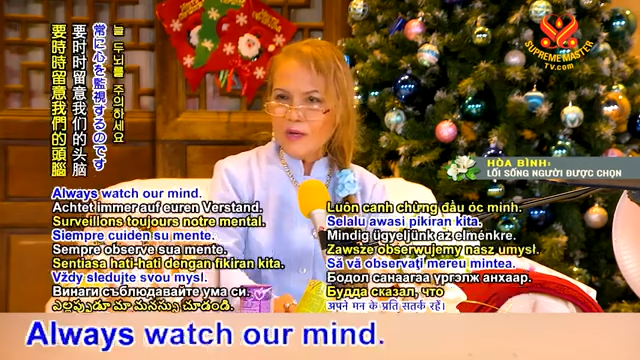 늘 두뇌를 주의하세요
常に心を監視するのです
要时时留意我们的头脑
要時時留意我們的頭腦
SUPREME MASTER
TV.com
HÒA BÌNH:
LỐI SỐNG NGƯỜI ĐƯỢC CHỌN
Always watch our mind.
Achtet immer auf euren Verstand.
Surveillons toujours notre mental.
Siempre cuiden su mente.
Sempre observe sua mente.
Sentiasa hati-hati dengan fikiran kita.
Vždy sledujte svou mysl.
Винаги съблюдавайте ума си.
ఎల్లప్పుడూ మా మనస్సు చూడండి.
Luôn canh chừng đầu óc mình.
Selalu awasi pikiran kita.
Mindig ügyeljünk az elménkre.
Zawsze obserwujemy nasz umysł.
Să vă observaţi mereu mintea.
Бодол санаагаа үргэлж анхаар.
Будда сказал, что
अपने मन के प्रति सतर्क रहें।
Always watch our mind.